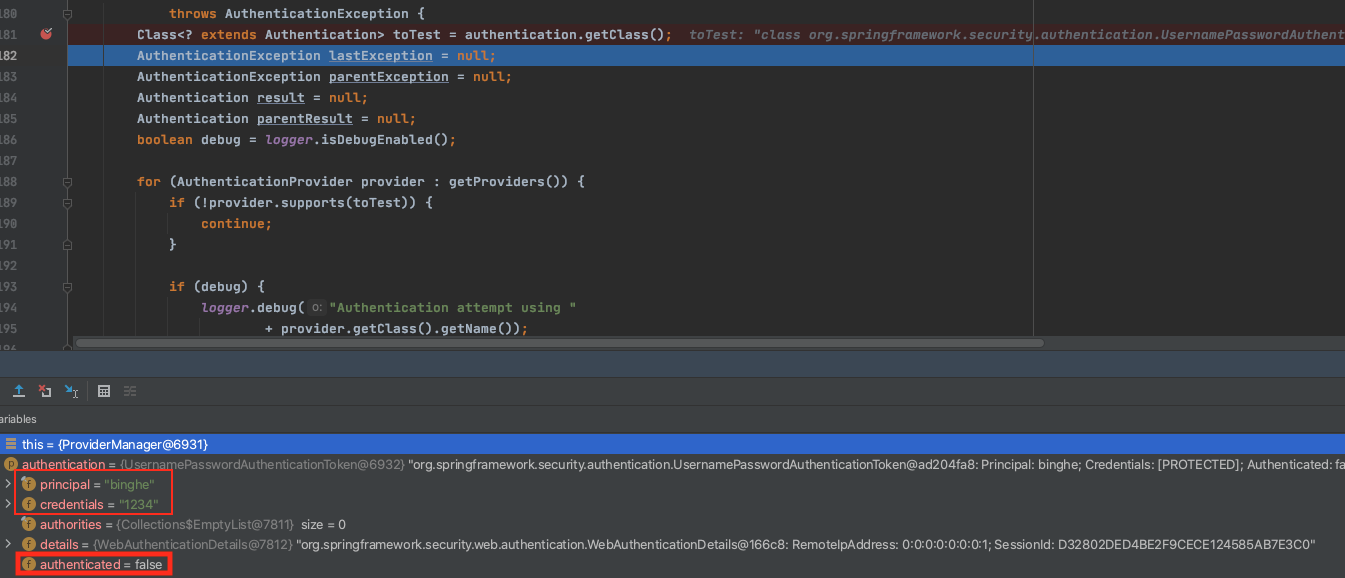 180 throws AuthenticationException {
181 Class<? extends Authentication> toTest = authentication.getClass(); toTest: "class org.springframework.security.authentication.UsernamePasswordAuthent
182 AuthenticationException lastException = null;
183 AuthenticationException parentException = null;
184 Authentication result = null;
185 Authentication parentResult = null;
186 boolean debug = logger.isDebugEnabled();
187
188 for (AuthenticationProvider provider : getProviders()) {
189 if (!provider.supports(toTest)) {
190 continue;
191 }
192
193 if (debug) {
194 logger.debug( o: "Authentication attempt using "
195 + provider.getClass().getName());
196
ariables
this = {ProviderManager@6931}
p authentication = {UsernamePasswordAuthenticationToken@6932} "org.springframework.security.authentication.UsernamePasswordAuthenticationToken@ad204fa8: Principal: binghe; Credentials: [PROTECTED]; Authenticated: fa
f principal = "binghe"
f credentials = "1234"
f authorities = {Collections$EmptyList@7811} size = 0
f details = {WebAuthenticationDetails@7812} "org.springframework.security.web.authentication.WebAuthenticationDetails@166c8: RemoteIpAddress: 0:0:0:0:0:0:0:1; SessionId: D32802DED4BE2F9CECE124585AB7E3C0"
f authenticated = false